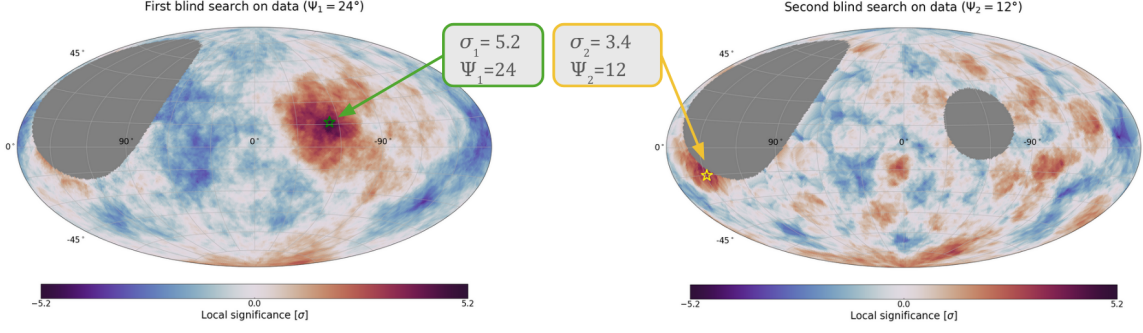 First blind search on data (Ψ₁ = 24°)
σ₁= 5.2
Ψ₁=24
45°
0°
90°
0°
-90°
-45°
−5.2
0.0
5.2
Local significance [σ]
Second blind search on data (Ψ₂ = 12°)
σ₂= 3.4
Ψ₂=12
45°
0°
90°
0°
-90°
-45°
−5.2
0.0
5.2
Local significance [σ]